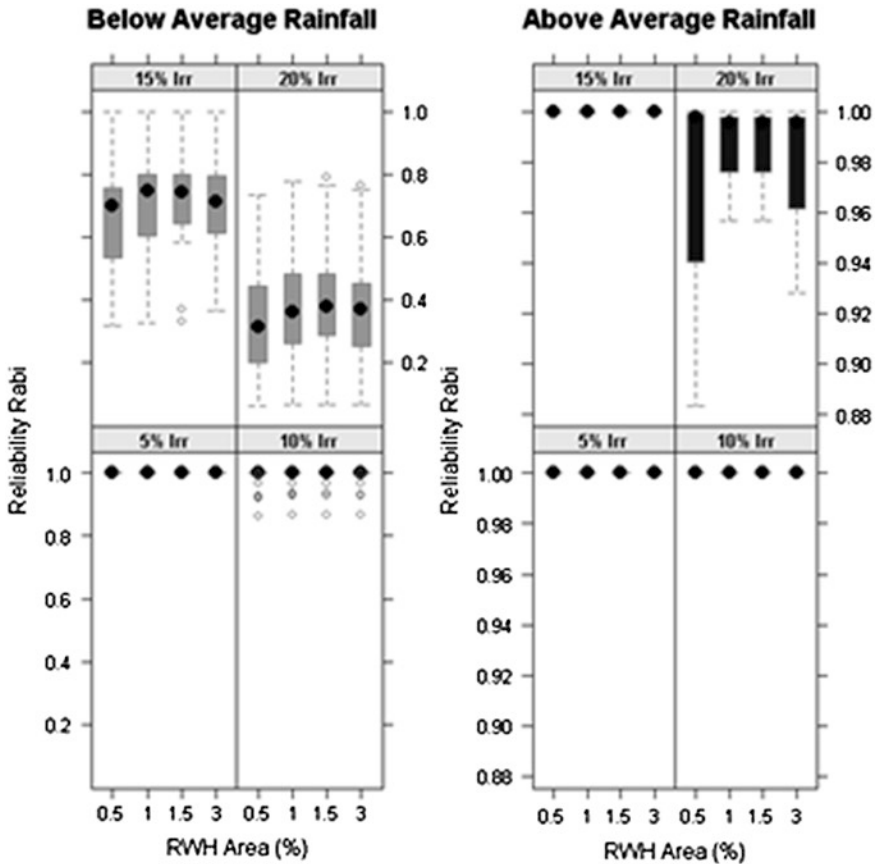 Below Average Rainfall
Above Average Rainfall
15% Irr
20% Irr
15% Irr
20% Irr
1.0
0.8
0.6
0.4
0.2
1.00
0.98
0.96
0.94
0.92
0.90
0.88
Reliability Rabi
Reliability Rabi
5% Irr
10% Irr
5% Irr
10% Irr
1.0
0.8
0.6
0.4
0.2
1.00
0.98
0.96
0.94
0.92
0.90
0.88
0.5 1 1.5 3 0.5 1 1.5 3
0.5 1 1.5 3 0.5 1 1.5 3
RWH Area (%)
RWH Area (%)